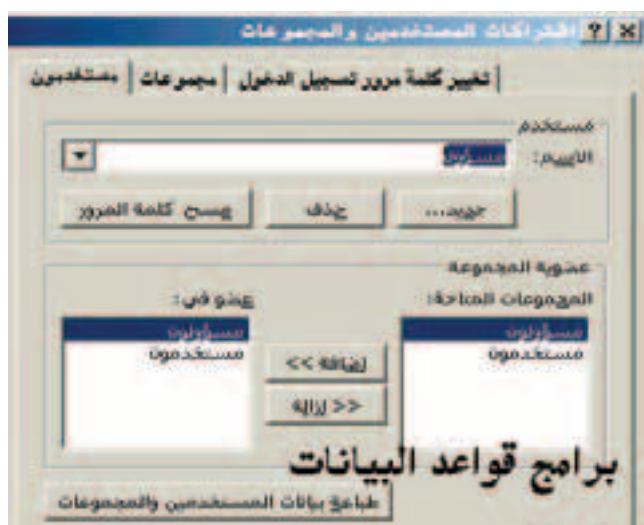 اشتراكات المستخدمين والمجموعات
مستخدمون مجموعات تغيير كلمة مرور تسجيل الدخول
مستخدم
الاسم: مسؤول
جديد... حذف مسح كلمة المرور
عضوية المجموعة
المجموعات المتاحة: عضو في:
مسؤولون مسؤولون
مستخدمون مستخدمون
إضافة >>
<< إزالة
برامج قواعد البيانات
طباعة بيانات المستخدمين والمجموعات